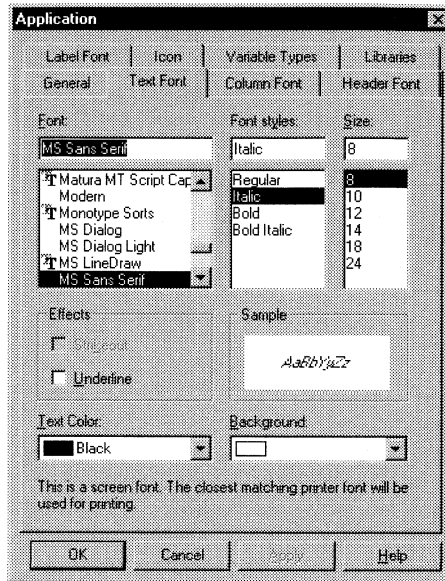 Application
Label Font Icon Variable Types Libraries
General Text Font Column Font Header Font
Font: Font styles: Size:
MS Sans Serif Italic 8
Matura MT Script Cap
Modern
Monotype Sorts
MS Dialog
MS Dialog Light
MS LineDraw
MS Sans Serif
Regular
Italic
Bold
Bold Italic
8
10
12
14
18
24
Effects
Strikeout
Underline
Sample
AaBbYyZz
Text Color: Background:
Black
This is a screen font. The closest matching printer font will be
used for printing.
OK Cancel Apply Help